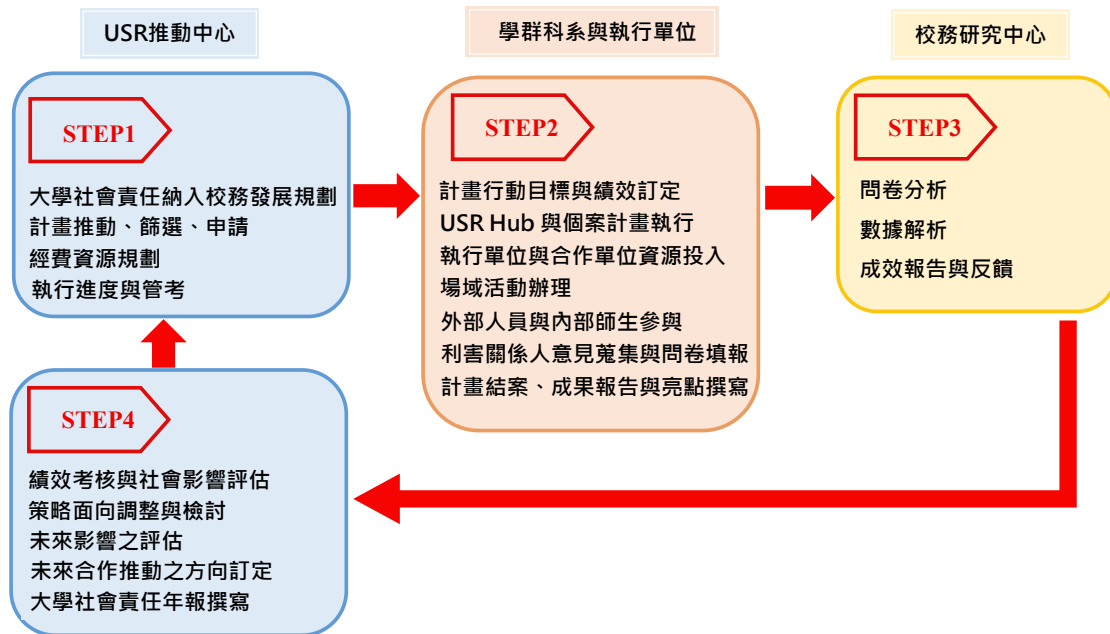 USR推動中心
學群科系與執行單位
校務研究中心
STEP1
大學社會責任納入校務發展規劃
計畫推動、篩選、申請
經費資源規劃
執行進度與管考
STEP2
計畫行動目標與績效訂定
USR Hub 與個案計畫執行
執行單位與合作單位資源投入
場域活動辦理
外部人員與內部師生參與
利害關係人意見蒐集與問卷填報
計畫結案、成果報告與亮點撰寫
STEP3
問卷分析
數據解析
成效報告與反饋
STEP4
績效考核與社會影響評估
策略面向調整與檢討
未來影響之評估
未來合作推動之方向訂定
大學社會責任年報撰寫